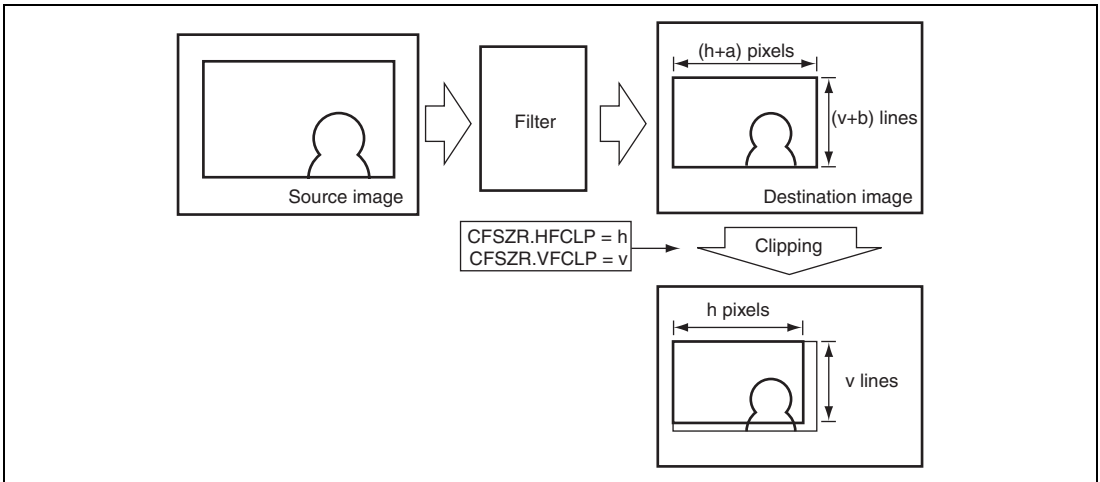 (h+a) pixels
(v+b) lines
Filter
Source image
Destination image
CFSZR.HFCLP = h
CFSZR.VFCLP = v
Clipping
h pixels
v lines